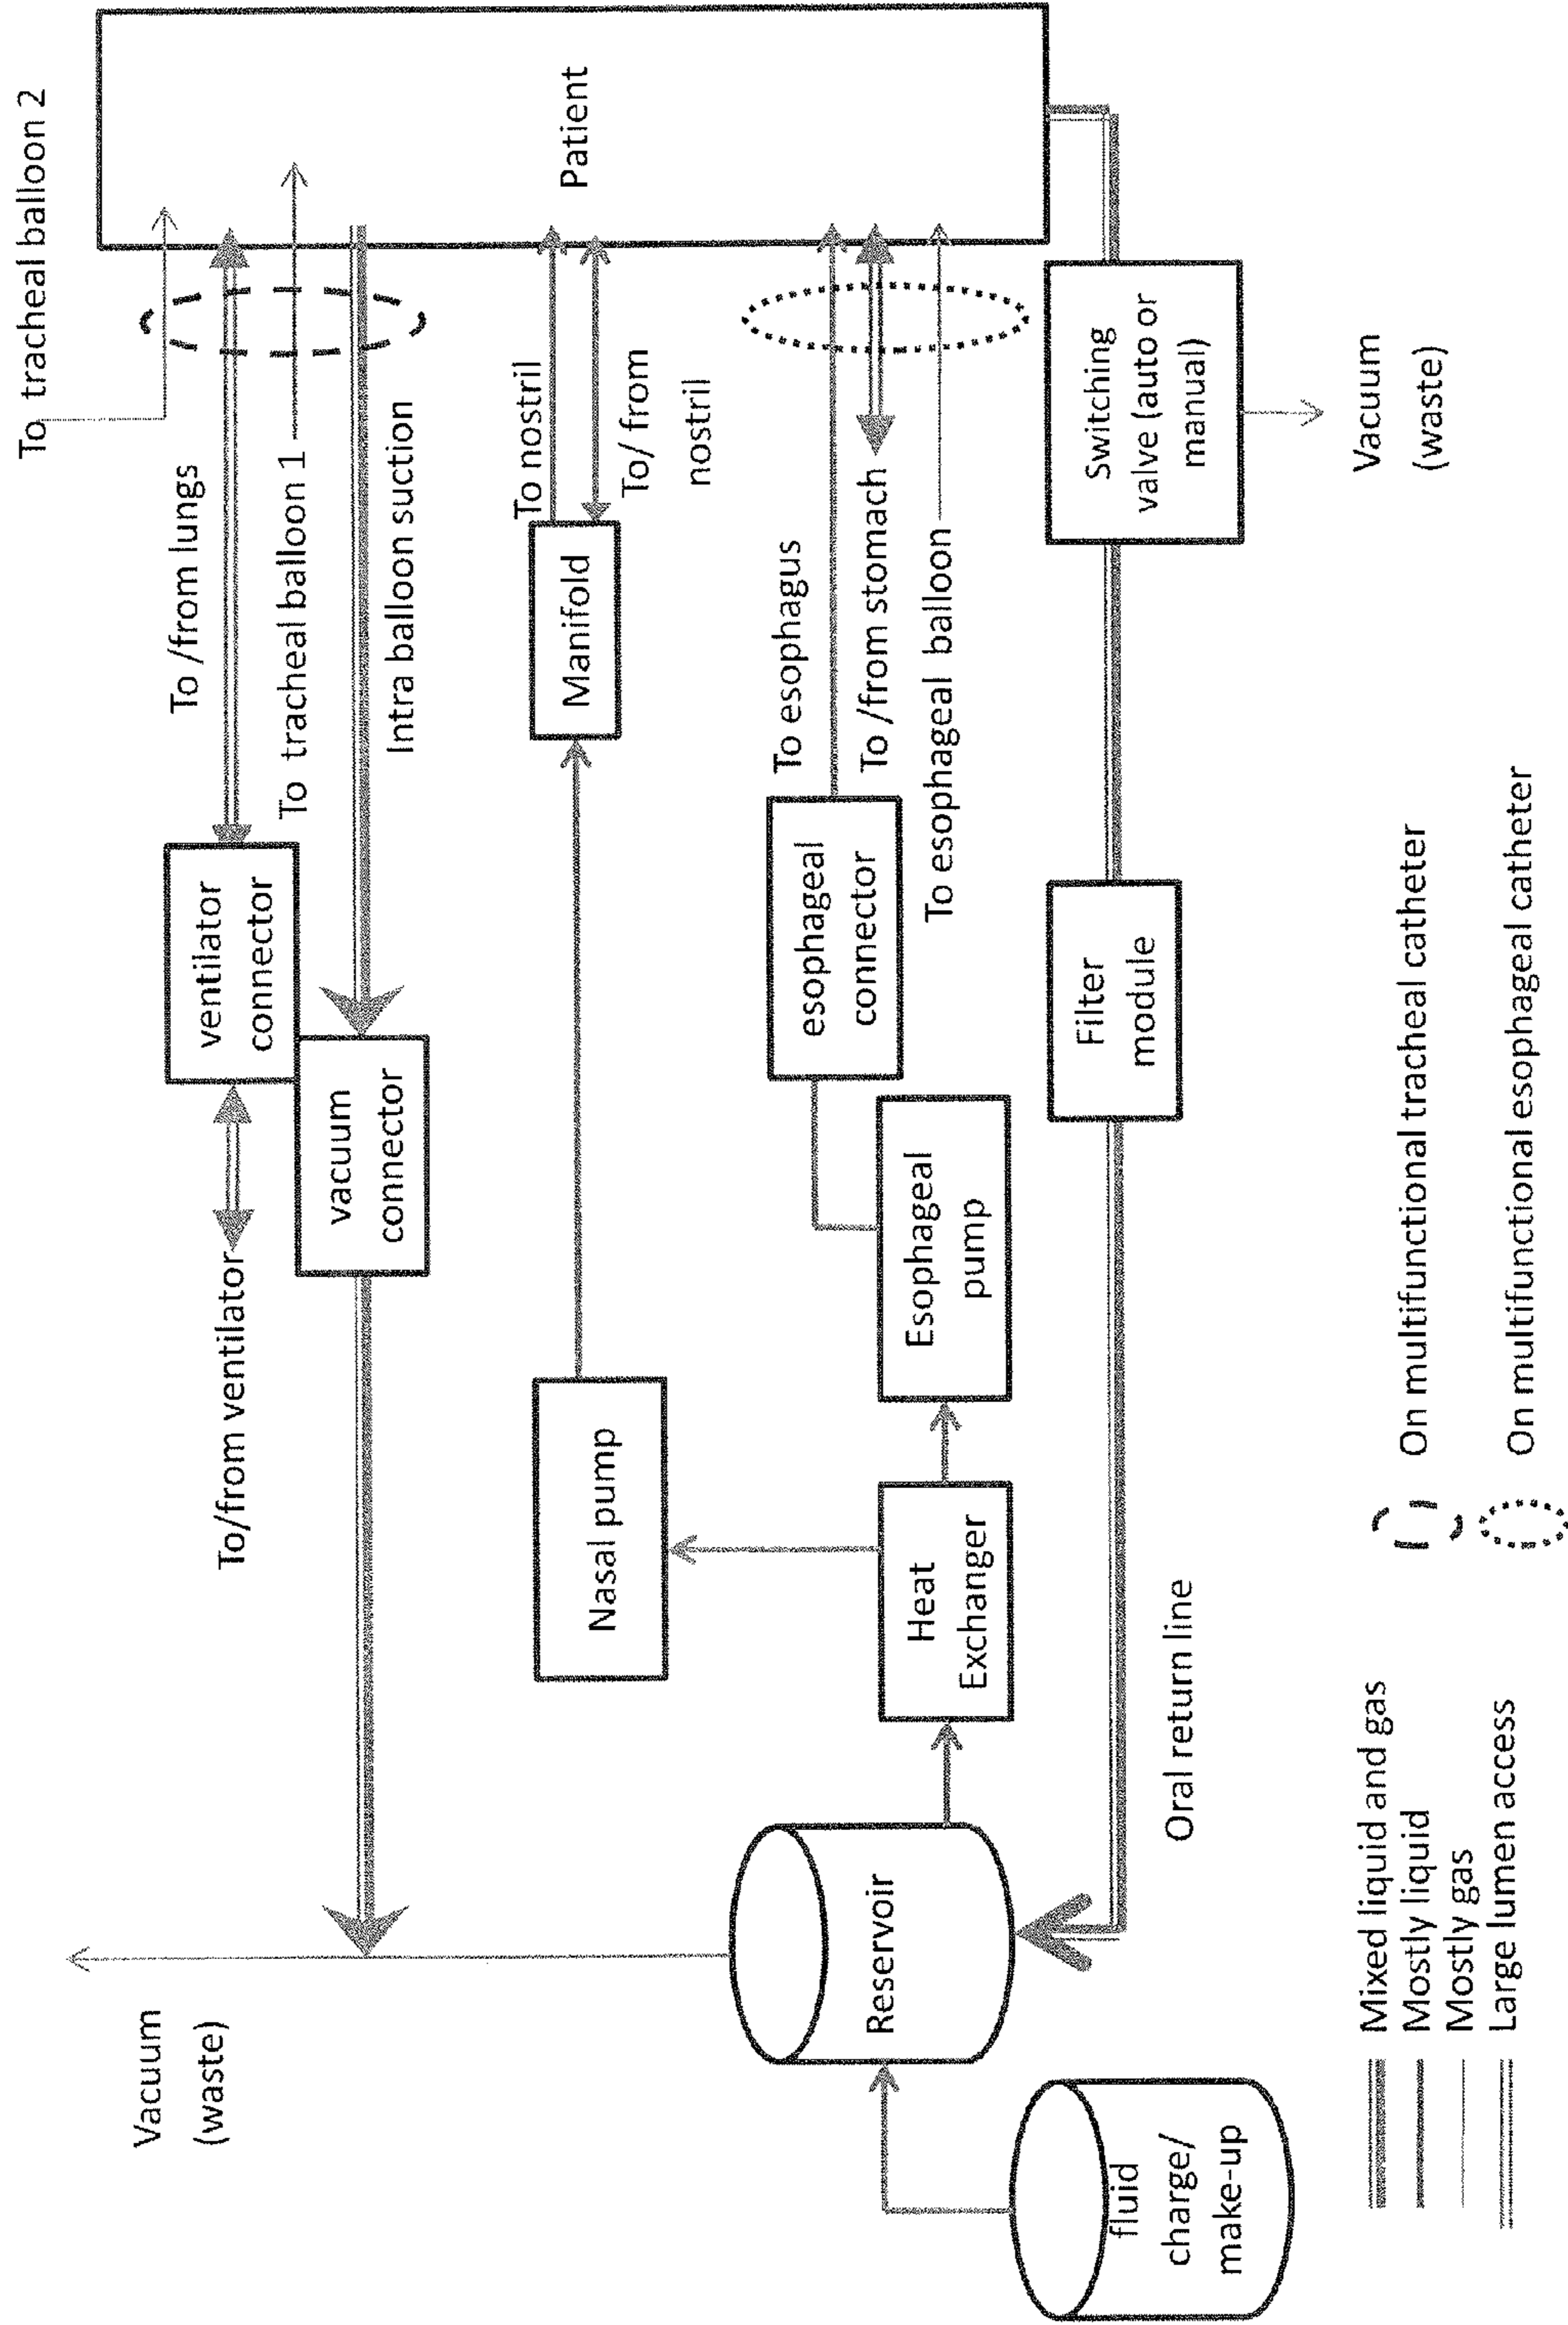 To tracheal balloon 2
To /from lungs
To tracheal balloon 1
Intra balloon suction
ventilator
connector
vacuum
connector
To/from ventilator
Vacuum
(waste)
Patient
To nostril
To/ from
nostril
Manifold
Nasal pump
To esophagus
To /from stomach
To esophageal balloon
esophageal
connector
Esophageal
pump
Heat
Exchanger
Reservoir
fluid
charge/
make-up
Switching
valve (auto or
manual)
Vacuum
(waste)
Filter
module
Oral return line
Mixed liquid and gas
Mostly liquid
Mostly gas
Large lumen access
On multifunctional tracheal catheter
On multifunctional esophageal catheter